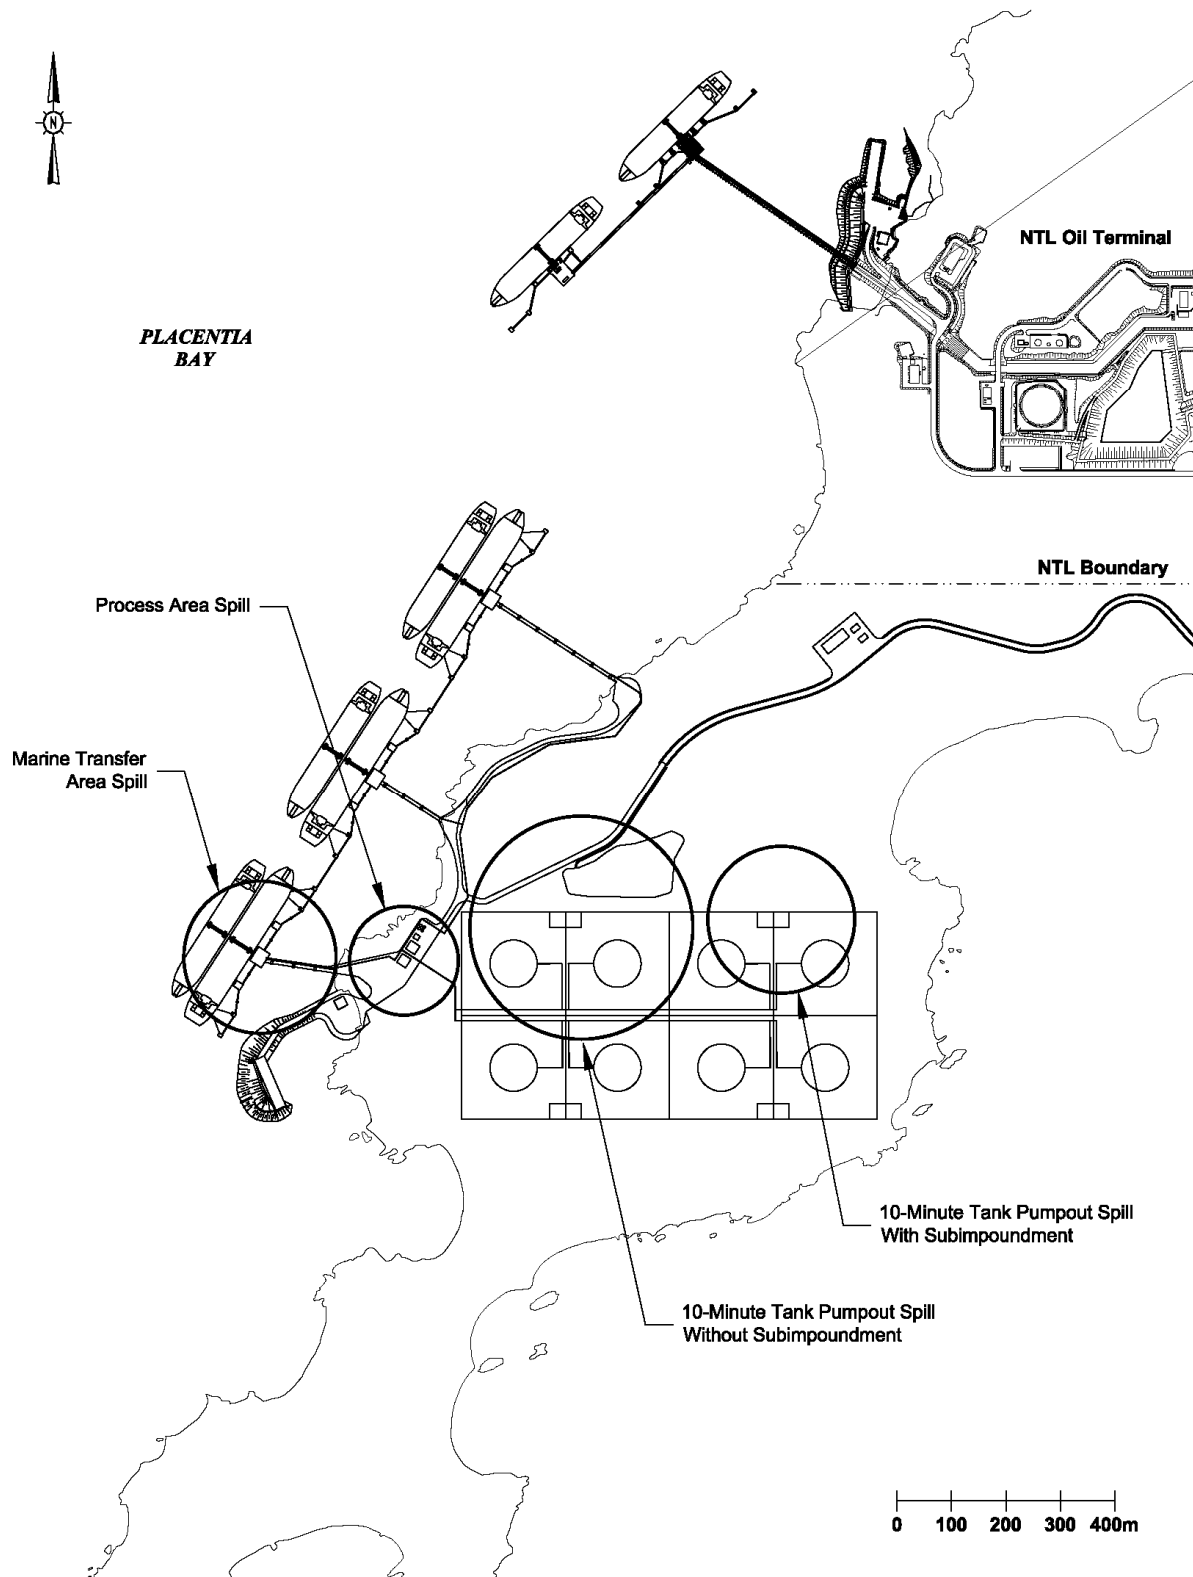 N
NTL Oil Terminal
PLACENTIA
BAY
NTL Boundary
Process Area Spill
Marine Transfer
Area Spill
10-Minute Tank Pumpout Spill
With Subimpoundment
10-Minute Tank Pumpout Spill
Without Subimpoundment
0 100 200 300 400m